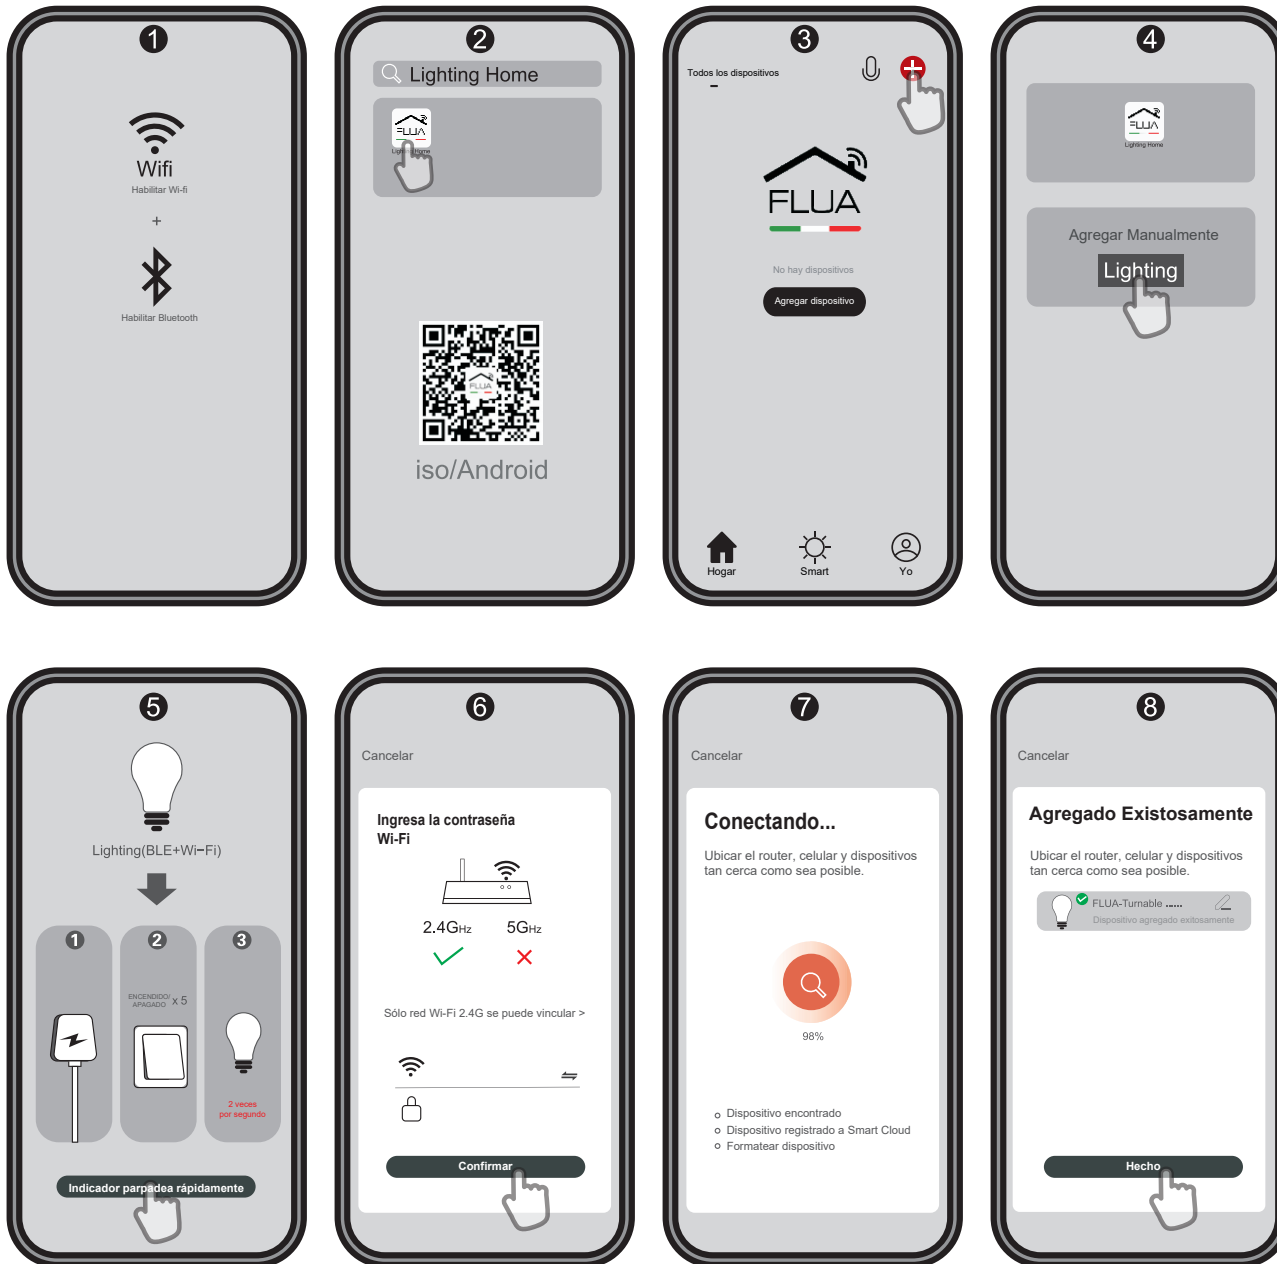 1
Wifi
Habilitar Wi-fi
+
Habilitar Bluetooth
2
Lighting Home
FLUA
Lighting Home
FLUA
iso/Android
3
Todos los dispositivos
FLUA
No hay dispositivos
Agregar dispositivo
Hogar
Smart
Yo
4
FLUA
Lighting Home
Agregar Manualmente
Lighting
5
Lighting(BLE+Wi-Fi)
1
2
ENCENDIDO/
APAGADO x 5
3
2 veces
por segundo
Indicador parpadea rápidamente
6
Cancelar
Ingresa la contraseña
Wi-Fi
2.4GHz 5GHz
Sólo red Wi-Fi 2.4G se puede vincular >
Confirmar
7
Cancelar
Conectando...
Ubicar el router, celular y dispositivos
tan cerca como sea posible.
98%
Dispositivo encontrado
Dispositivo registrado a Smart Cloud
Formatear dispositivo
8
Cancelar
Agregado Existosamente
Ubicar el router, celular y dispositivos
tan cerca como sea posible.
FLUA-Turnable ......
Dispositivo agregado exitosamente
Hecho